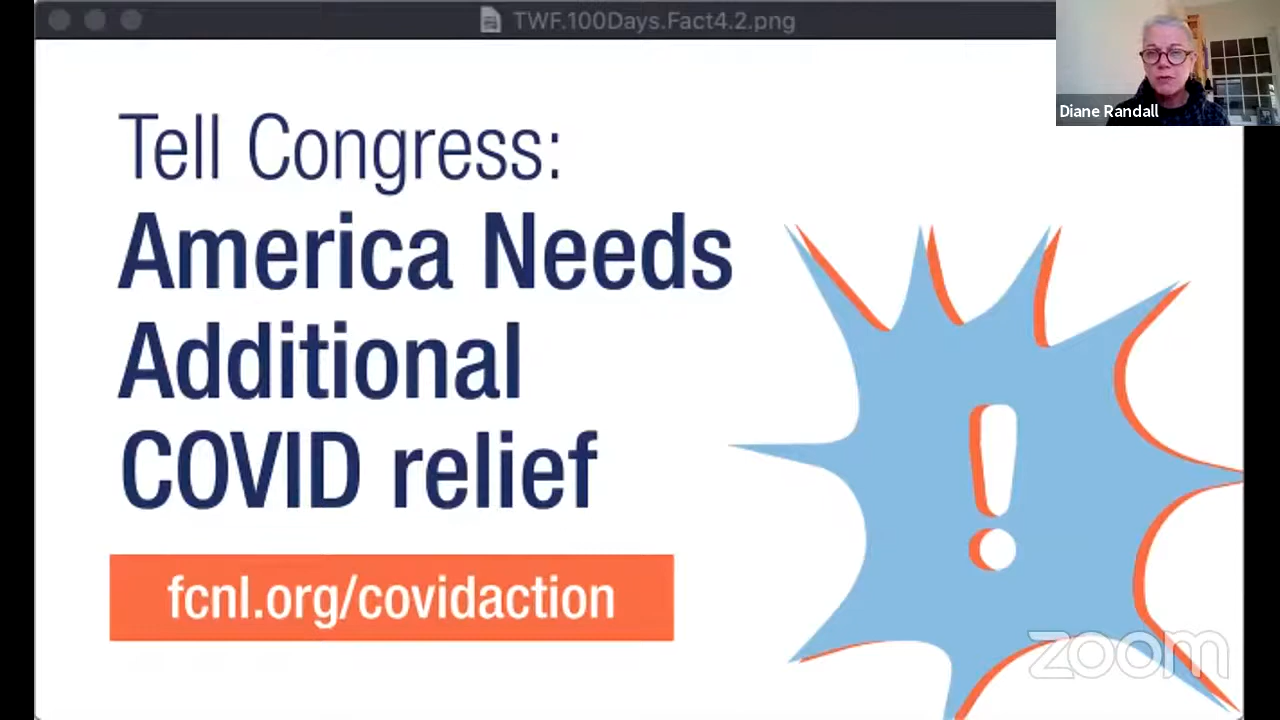 TWF.100Days.Fact4.2.png
Diane Randall
Tell Congress:
America Needs
Additional
COVID relief
fcnl.org/covidaction
!
zoom